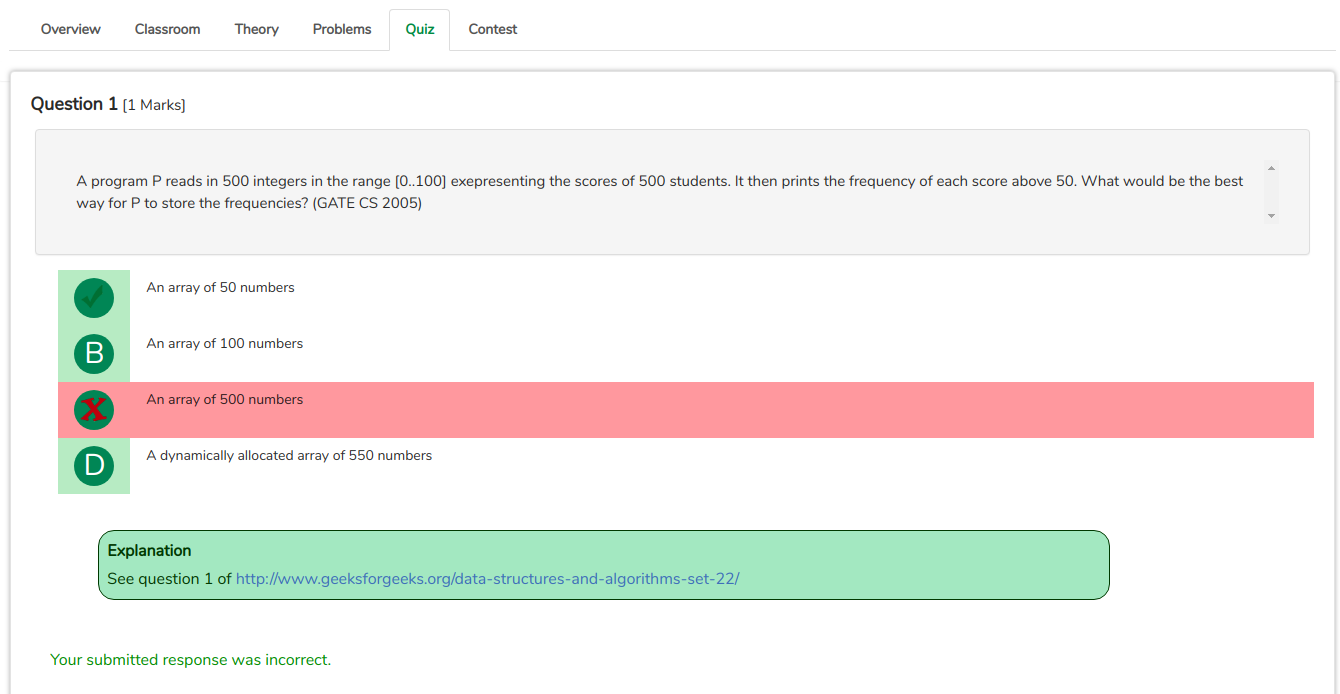 Overview Classroom Theory Problems Quiz Contest
Question 1 [1 Marks]
A program P reads in 500 integers in the range [0..100] exepresenting the scores of 500 students. It then prints the frequency of each score above 50. What would be the best
way for P to store the frequencies? (GATE CS 2005)
An array of 50 numbers
B An array of 100 numbers
X An array of 500 numbers
D A dynamically allocated array of 550 numbers
Explanation
See question 1 of http://www.geeksforgeeks.org/data-structures-and-algorithms-set-22/
Your submitted response was incorrect.